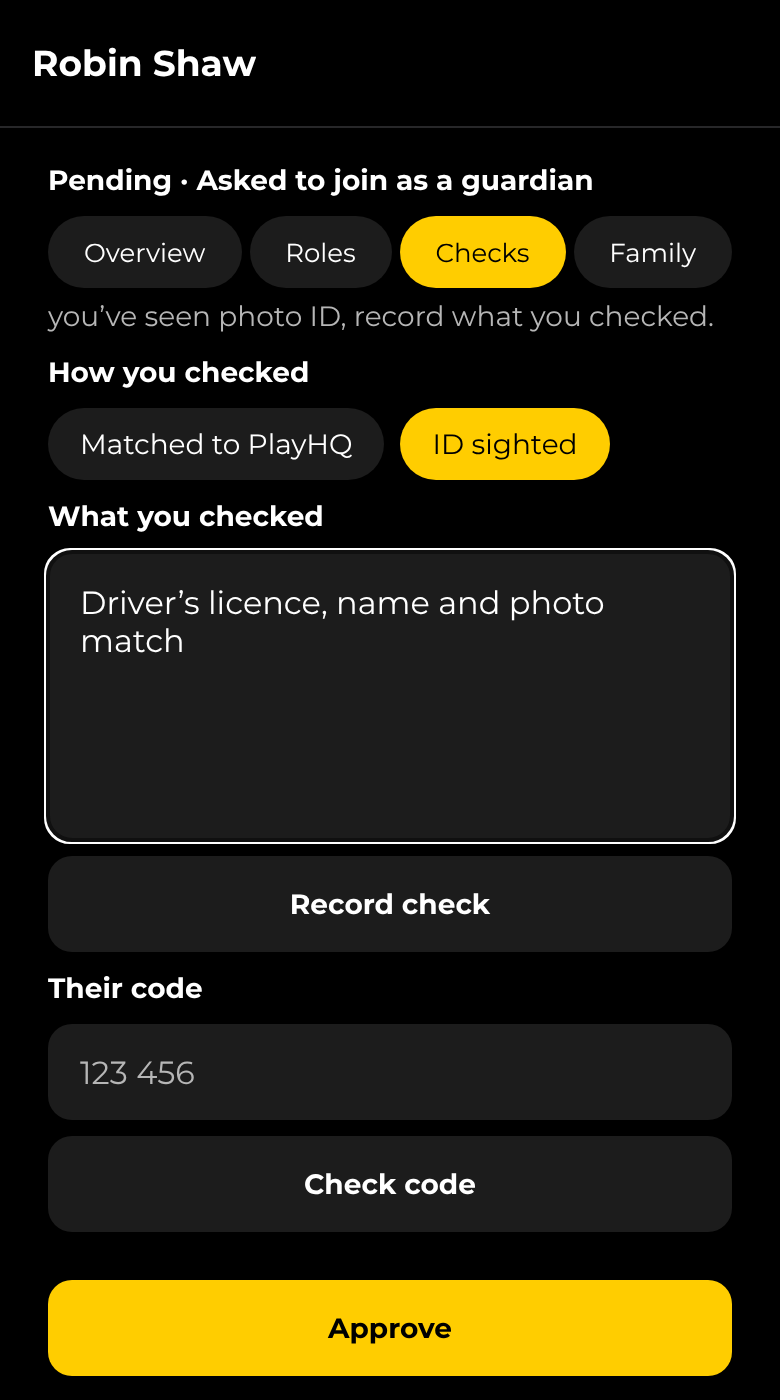 Robin Shaw
Pending · Asked to join as a guardian
Overview
Roles
Checks
Family
you’ve seen photo ID, record what you checked.
How you checked
Matched to PlayHQ
ID sighted
What you checked
Driver’s licence, name and photo
match
Record check
Their code
123 456
Check code
Approve